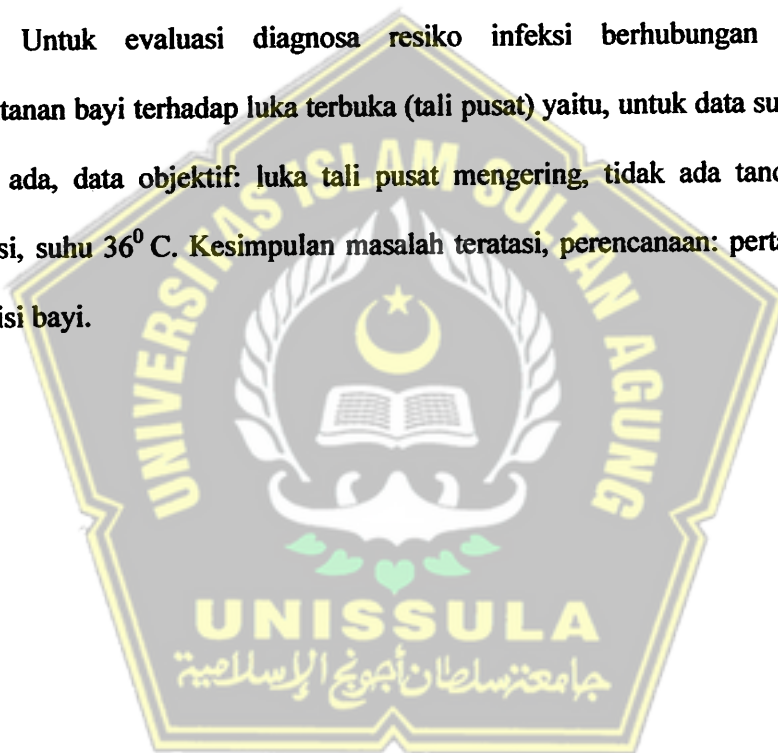 Untuk evaluasi diagnosa resiko infeksi berhubungan
tanan bayi terhadap luka terbuka (tali pusat) yaitu, untuk data su
ada, data objektif: luka tali pusat mengering, tidak ada tand
si, suhu 36⁰ C. Kesimpulan masalah teratasi, perencanaan: perta
isi bayi.
UNIVERSITAS ISLAM SULTAN AGUNG
UNISSULA
جامعة سلطان أجونج الإسلامية